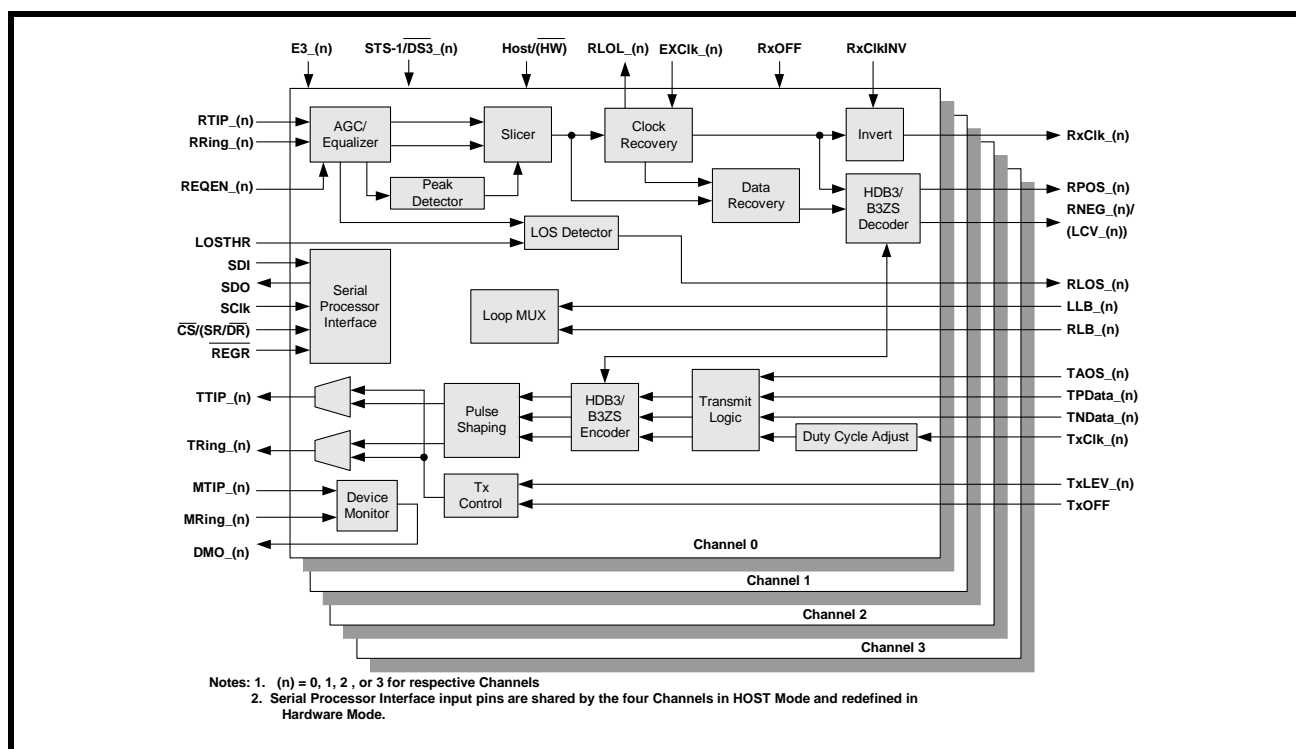 E3_(n)
STS-1/DS3_(n)
Host/(HW)
RLOL_(n)
EXClk_(n)
RxOFF
RxClkINV
RTIP_(n)
RRing_(n)
REQEN_(n)
LOSTHR
SDI
SDO
SClk
CS/(SR/DR)
REGR
TTIP_(n)
TRing_(n)
MTIP_(n)
MRing_(n)
DMO_(n)
AGC/
Equalizer
Slicer
Clock
Recovery
Invert
Peak
Detector
Data
Recovery
HDB3/
B3ZS
Decoder
LOS Detector
Serial
Processor
Interface
Loop MUX
Pulse
Shaping
HDB3/
B3ZS
Encoder
Transmit
Logic
Duty Cycle Adjust
Tx
Control
Device
Monitor
RxClk_(n)
RPOS_(n)
RNEG_(n)/
(LCV_(n))
RLOS_(n)
LLB_(n)
RLB_(n)
TAOS_(n)
TPData_(n)
TNData_(n)
TxClk_(n)
TxLEV_(n)
TxOFF
Channel 0
Channel 1
Channel 2
Channel 3
Notes: 1. (n) = 0, 1, 2 , or 3 for respective Channels
2. Serial Processor Interface input pins are shared by the four Channels in HOST Mode and redefined in
Hardware Mode.